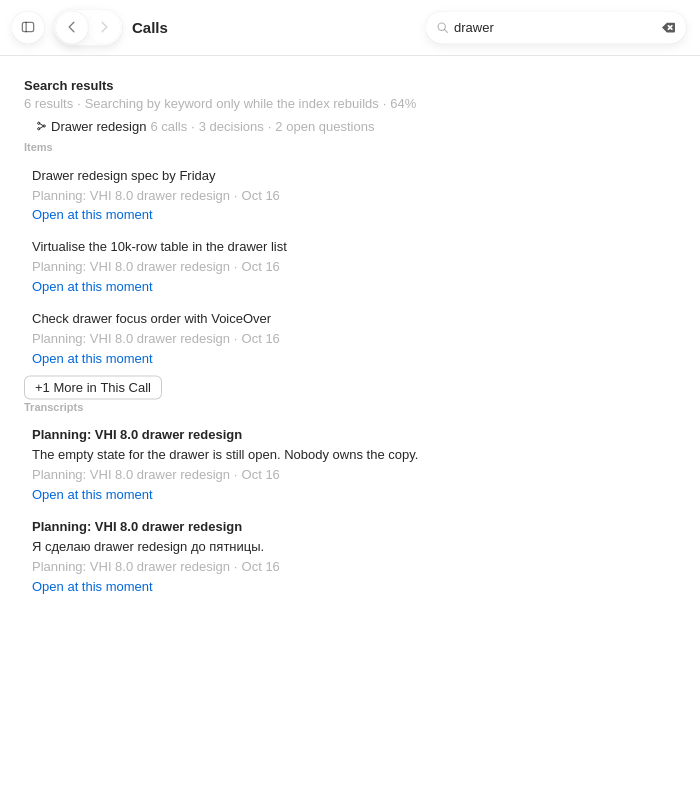 Calls
drawer
Search results
6 results · Searching by keyword only while the index rebuilds · 64%
Drawer redesign 6 calls · 3 decisions · 2 open questions
Items
Drawer redesign spec by Friday
Planning: VHI 8.0 drawer redesign · Oct 16
Open at this moment
Virtualise the 10k-row table in the drawer list
Planning: VHI 8.0 drawer redesign · Oct 16
Open at this moment
Check drawer focus order with VoiceOver
Planning: VHI 8.0 drawer redesign · Oct 16
Open at this moment
+1 More in This Call
Transcripts
Planning: VHI 8.0 drawer redesign
The empty state for the drawer is still open. Nobody owns the copy.
Planning: VHI 8.0 drawer redesign · Oct 16
Open at this moment
Planning: VHI 8.0 drawer redesign
Я сделаю drawer redesign до пятницы.
Planning: VHI 8.0 drawer redesign · Oct 16
Open at this moment